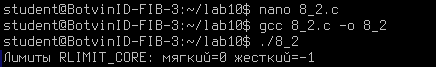 student@BotvinID-FIB-3:~/lab10$ nano 8_2.c
student@BotvinID-FIB-3:~/lab10$ gcc 8_2.c -o 8_2
student@BotvinID-FIB-3:~/lab10$ ./8_2
Лимиты RLIMIT_CORE: мягкий=0 жесткий=-1